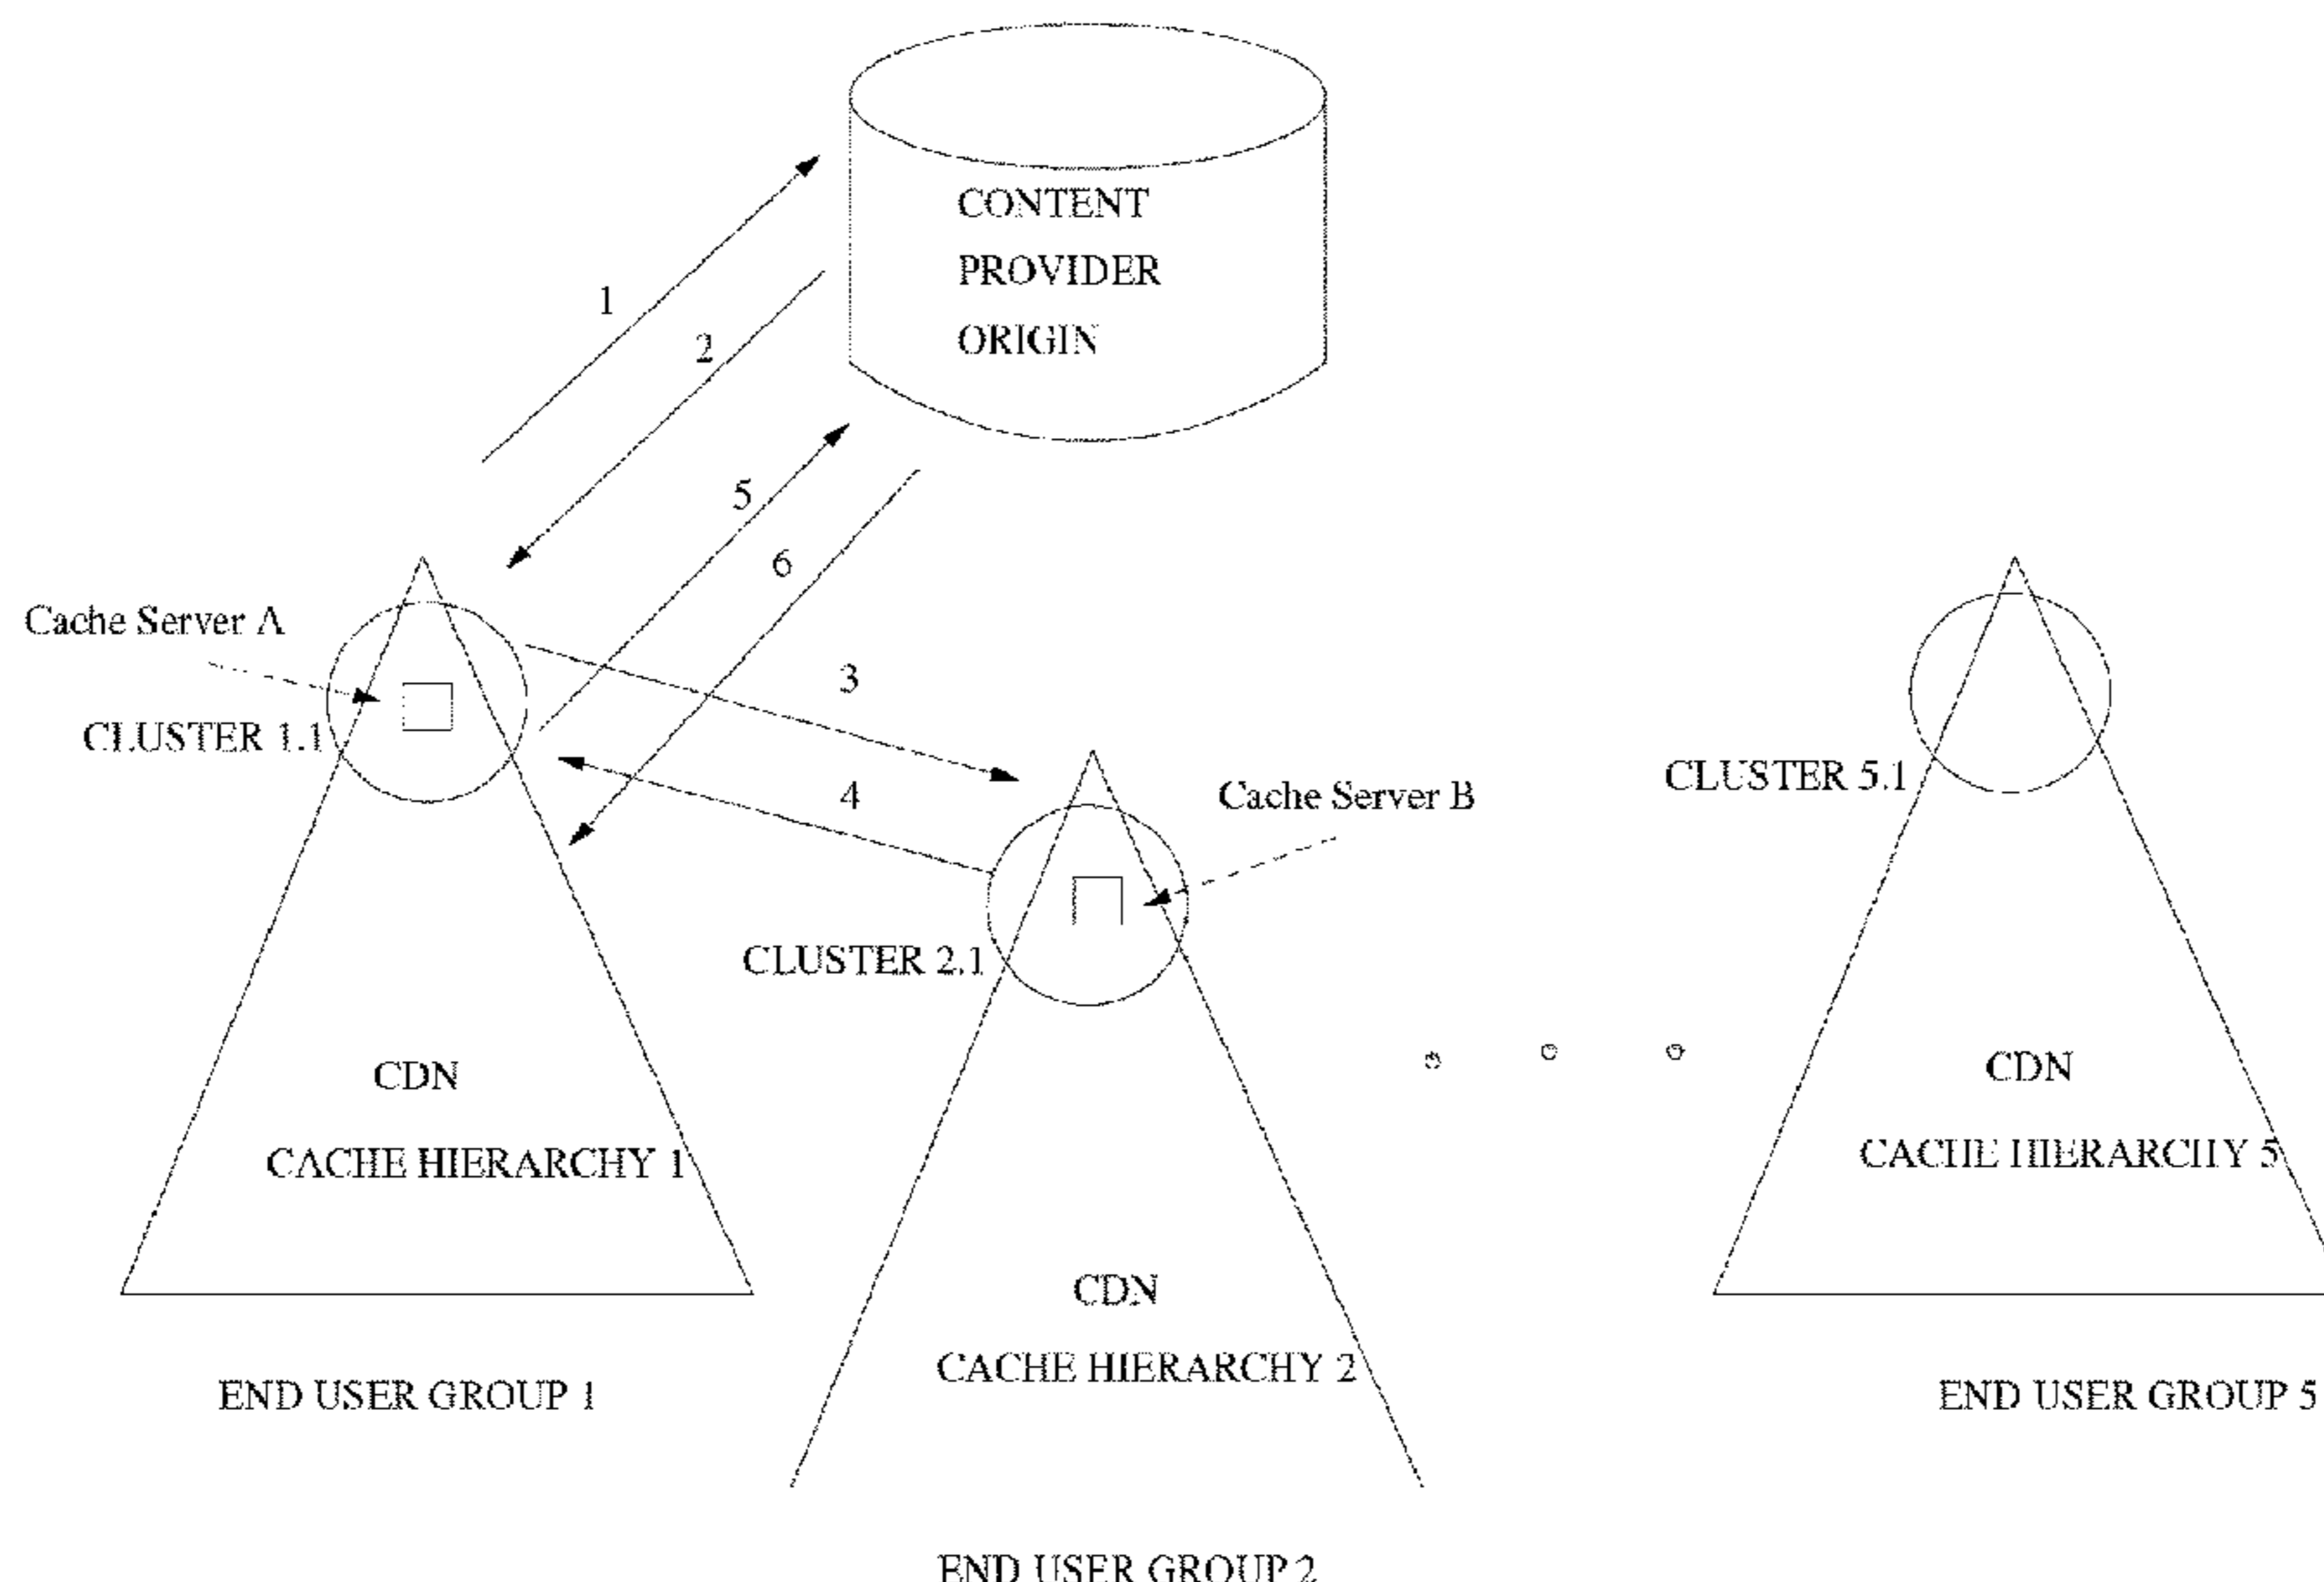 CONTENT
PROVIDER
ORIGIN
1
2
5
6
Cache Server A
3
CLUSTER 1.1
4
Cache Server B
CLUSTER 5.1
CLUSTER 2.1
CDN
CACHE HIERARCHY 1
CDN
CACHE HIERARCHY 5
CDN
CACHE HIERARCHY 2
END USER GROUP 1
END USER GROUP 5
END USER GROUP 2